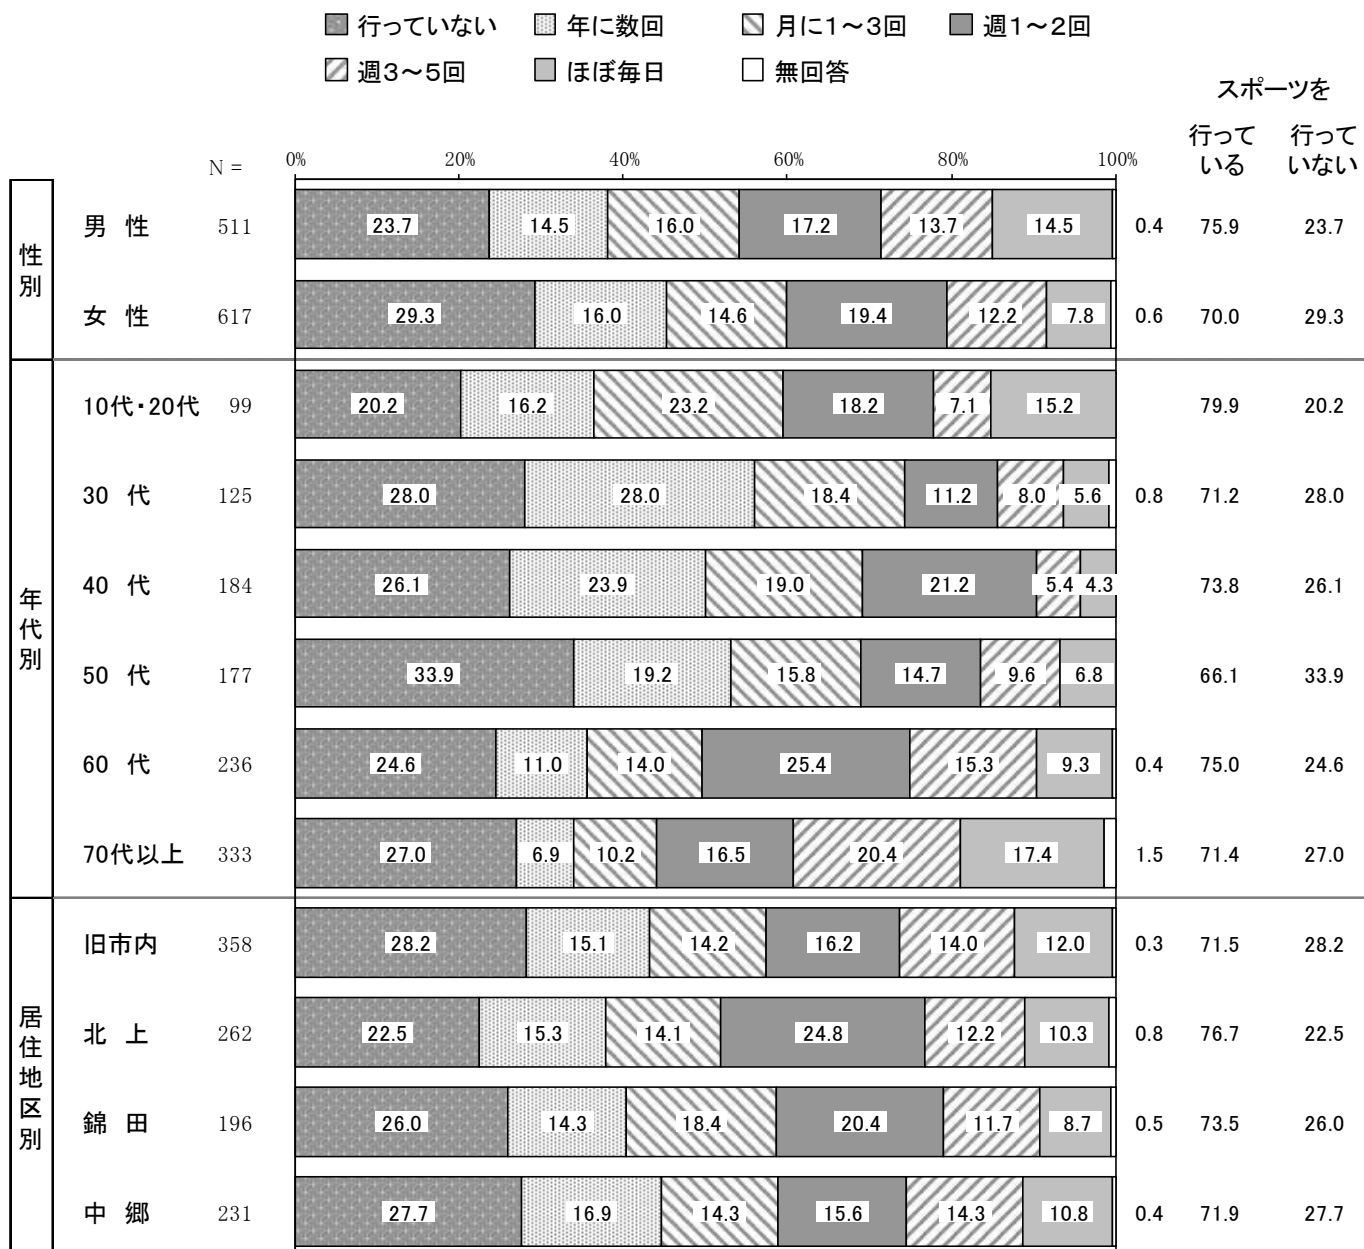 行っていない 年に数回 月に1～3回 週1～2回
週3～5回 ほぼ毎日 無回答
スポーツを
行っている 行っていない
N＝ 0% 20% 40% 60% 80% 100%
性別
男 性 511 23.7 14.5 16.0 17.2 13.7 14.5 0.4 75.9 23.7
女 性 617 29.3 16.0 14.6 19.4 12.2 7.8 0.6 70.0 29.3
年代別
10代・20代 99 20.2 16.2 23.2 18.2 7.1 15.2 79.9 20.2
30 代 125 28.0 28.0 18.4 11.2 8.0 5.6 0.8 71.2 28.0
40 代 184 26.1 23.9 19.0 21.2 5.4 4.3 73.8 26.1
50 代 177 33.9 19.2 15.8 14.7 9.6 6.8 66.1 33.9
60 代 236 24.6 11.0 14.0 25.4 15.3 9.3 0.4 75.0 24.6
70代以上 333 27.0 6.9 10.2 16.5 20.4 17.4 1.5 71.4 27.0
居住地区別
旧市内 358 28.2 15.1 14.2 16.2 14.0 12.0 0.3 71.5 28.2
北 上 262 22.5 15.3 14.1 24.8 12.2 10.3 0.8 76.7 22.5
錦 田 196 26.0 14.3 18.4 20.4 11.7 8.7 0.5 73.5 26.0
中 郷 231 27.7 16.9 14.3 15.6 14.3 10.8 0.4 71.9 27.7